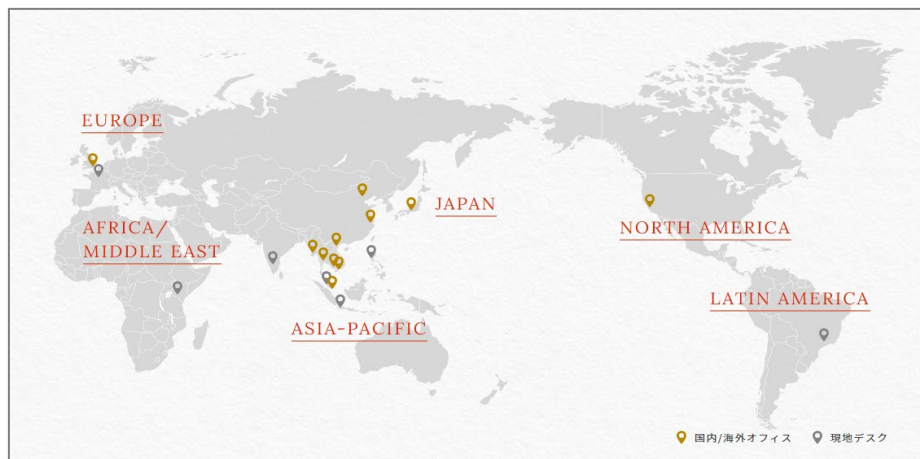 EUROPE
JAPAN
AFRICA/
MIDDLE EAST
NORTH AMERICA
LATIN AMERICA
ASIA-PACIFIC
国内/海外オフィス
現地デスク